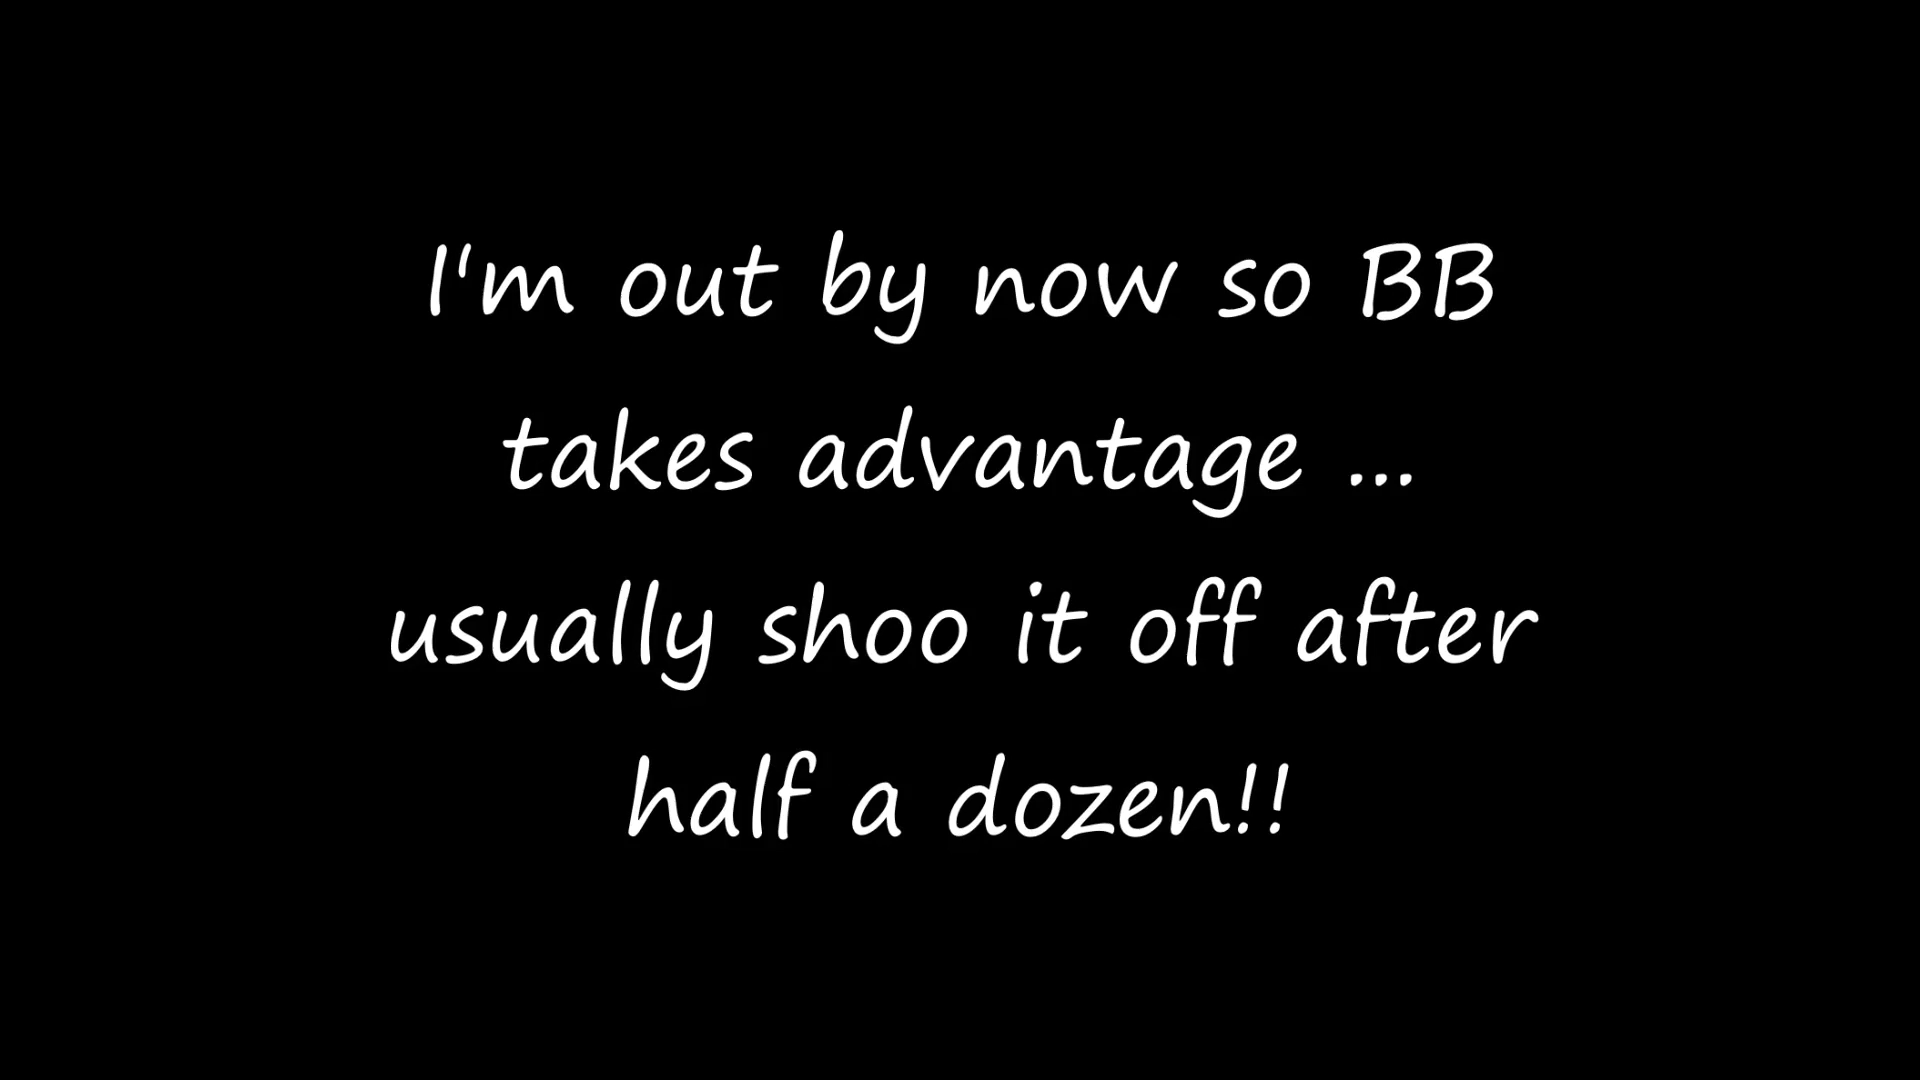 I'm out by now so BB
takes advantage ...
usually shoo it off after
half a dozen!!